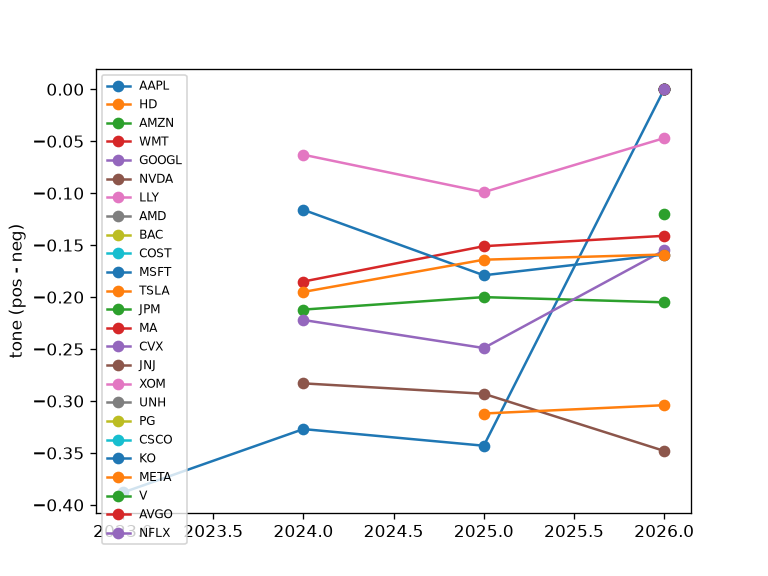 tone (pos - neg)
0.00
−0.05
−0.10
−0.15
−0.20
−0.25
−0.30
−0.35
−0.40
AAPL
HD
AMZN
WMT
GOOGL
NVDA
LLY
AMD
BAC
COST
MSFT
TSLA
JPM
MA
CVX
JNJ
XOM
UNH
PG
CSCO
KO
META
V
AVGO
NFLX
2023.0 2023.5 2024.0 2024.5 2025.0 2025.5 2026.0